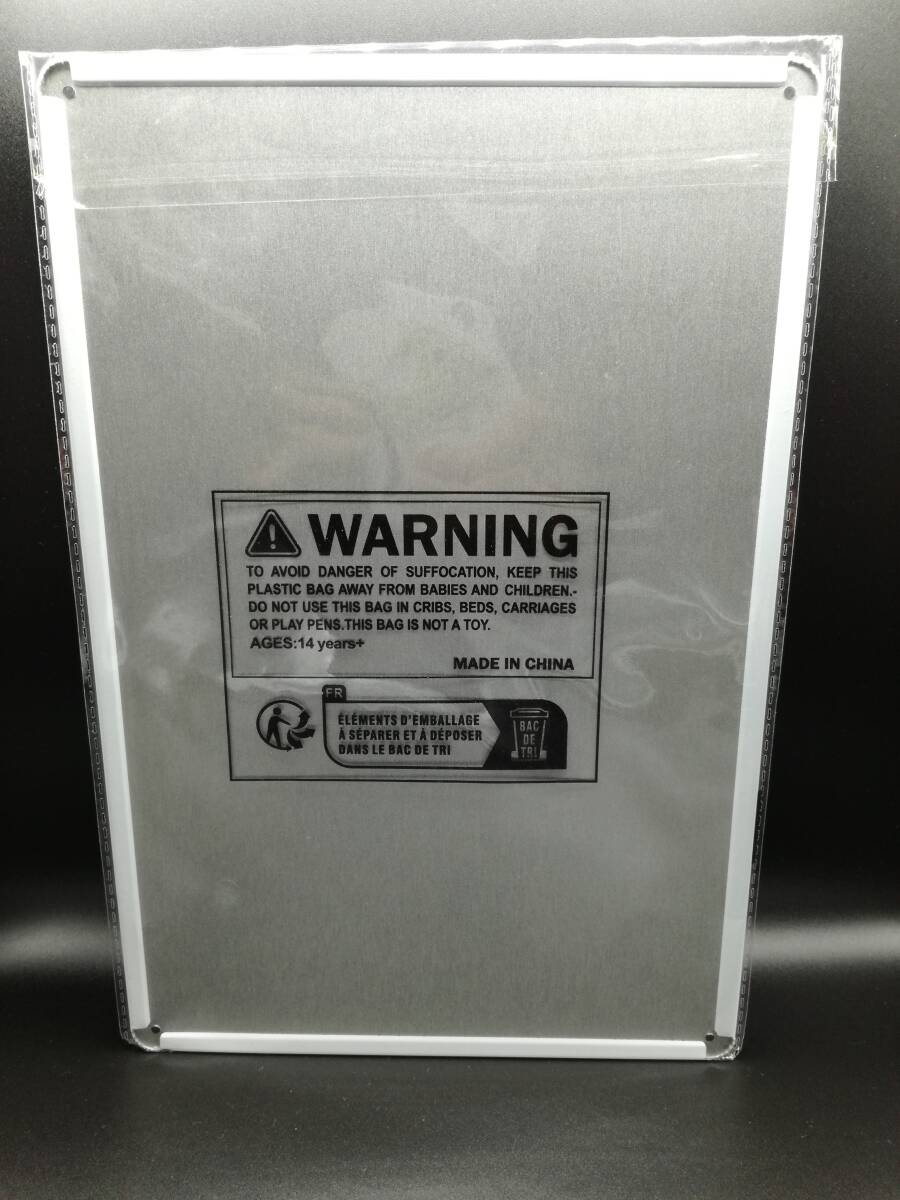 WARNING
TO AVOID DANGER OF SUFFOCATION, KEEP THIS
PLASTIC BAG AWAY FROM BABIES AND CHILDREN.-
DO NOT USE THIS BAG IN CRIBS, BEDS, CARRIAGES
OR PLAY PENS.THIS BAG IS NOT A TOY.
AGES:14 years+
MADE IN CHINA
FR
ÉLÉMENTS D'EMBALLAGE
À SÉPARER ET À DÉPOSER
DANS LE BAC DE TRI
BAC
DE
TRI